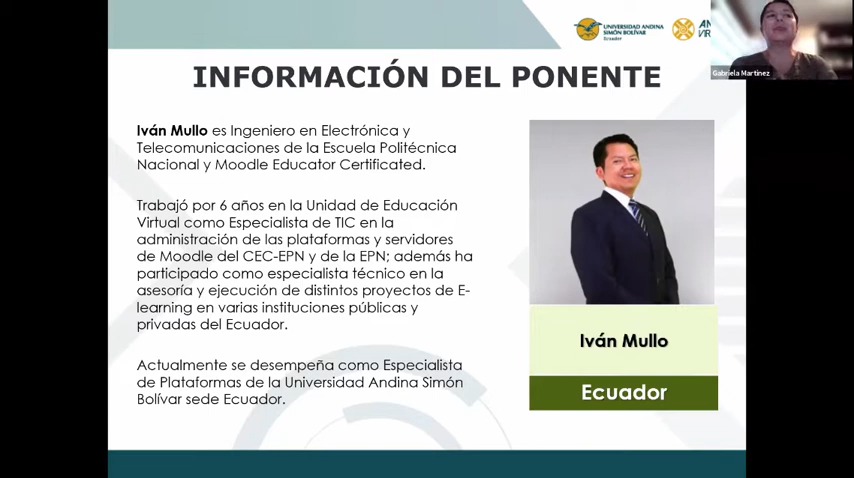 UNIVERSIDAD ANDINA
SIMÓN BOLÍVAR
Ecuador
Gabriela Martinez
INFORMACIÓN DEL PONENTE
Iván Mullo es Ingeniero en Electrónica y
Telecomunicaciones de la Escuela Politécnica
Nacional y Moodle Educator Certificated.
Trabajó por 6 años en la Unidad de Educación
Virtual como Especialista de TIC en la
administración de las plataformas y servidores
de Moodle del CEC-EPN y de la EPN; además ha
participado como especialista técnico en la
asesoría y ejecución de distintos proyectos de E-
learning en varias instituciones públicas y
privadas del Ecuador.
Actualmente se desempeña como Especialista
de Plataformas de la Universidad Andina Simón
Bolívar sede Ecuador.
Iván Mullo
Ecuador